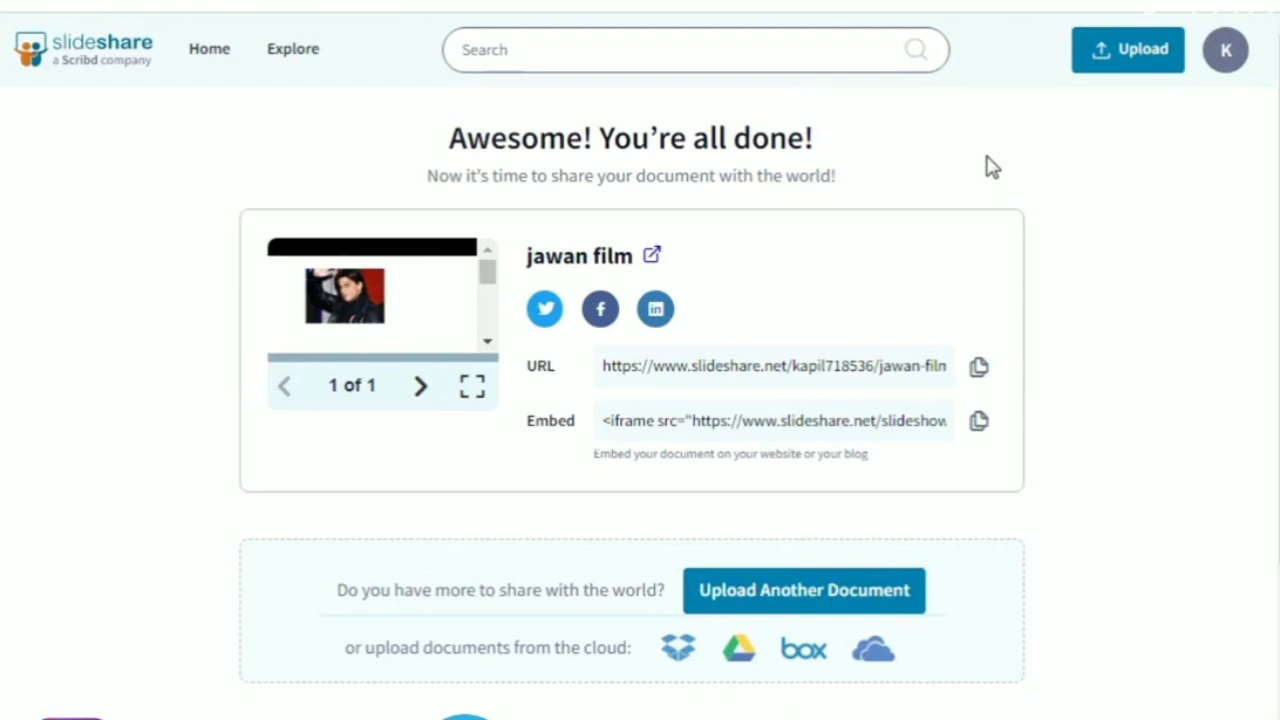 slideshare
a Scribd company
Home
Explore
Search
Upload
K
Awesome! You're all done!
Now it's time to share your document with the world!
jawan film
URL
https://www.slideshare.net/kapil718536/jawan-film
1 of 1
Embed
<iframe src="https://www.slideshare.net/slideshow
Embed your document on your website or your blog
Do you have more to share with the world?
Upload Another Document
or upload documents from the cloud:
box